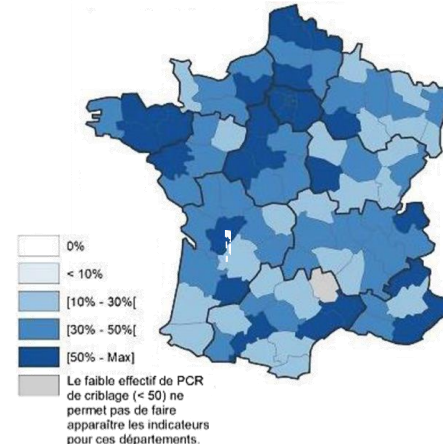 0%
< 10%
[10% - 30%[
[30% - 50%[
[50% - Max]
Le faible effectif de PCR
de criblage (< 50) ne
permet pas de faire
apparaître les indicateurs
pour ces départements.